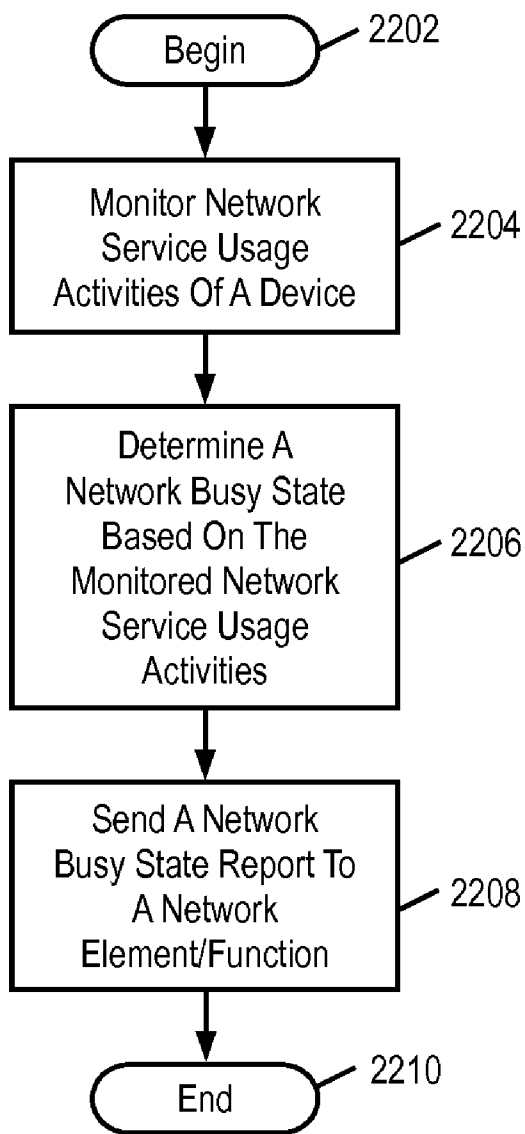 Begin
2202
Monitor Network
Service Usage
Activities Of A Device
2204
Determine A
Network Busy State
Based On The
Monitored Network
Service Usage
Activities
2206
Send A Network
Busy State Report To
A Network
Element/Function
2208
End
2210